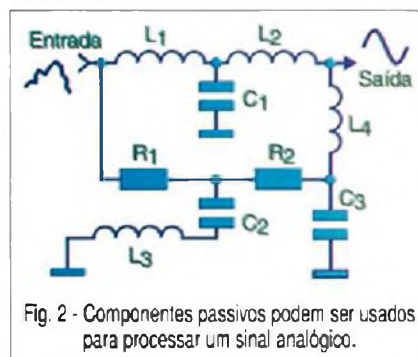 L1
L2
Entrada
Saída
C1
L4
R1
R2
C3
C2
L3
Fig. 2 - Componentes passivos podem ser usados
para processar um sinal analógico.